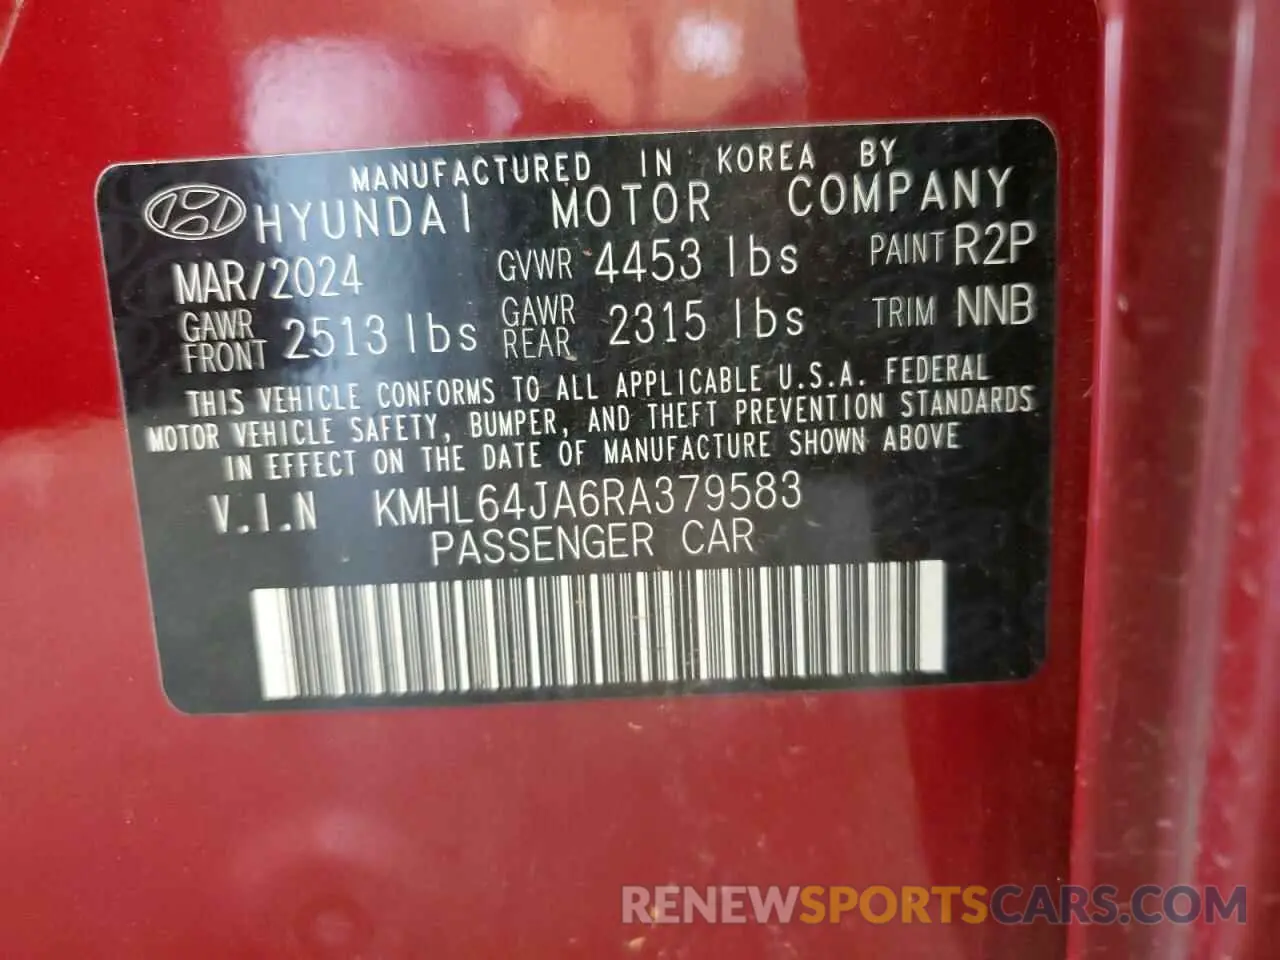 MANUFACTURED IN KOREA BY
HYUNDAI MOTOR COMPANY
MAR/2024 GVWR 4453 lbs PAINT R2P
GAWR FRONT 2513 lbs GAWR REAR 2315 lbs TRIM NNB
THIS VEHICLE CONFORMS TO ALL APPLICABLE U.S.A. FEDERAL
MOTOR VEHICLE SAFETY, BUMPER, AND THEFT PREVENTION STANDARDS
IN EFFECT ON THE DATE OF MANUFACTURE SHOWN ABOVE
V.I.N KMHL64JA6RA379583
PASSENGER CAR
RENEWSPORTSCARS.COM